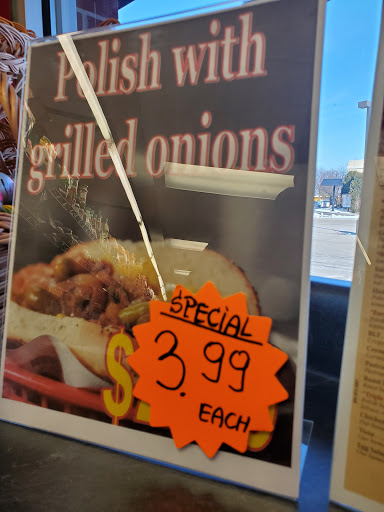 Polish with
grilled onions
$
SPECIAL
3.99
EACH